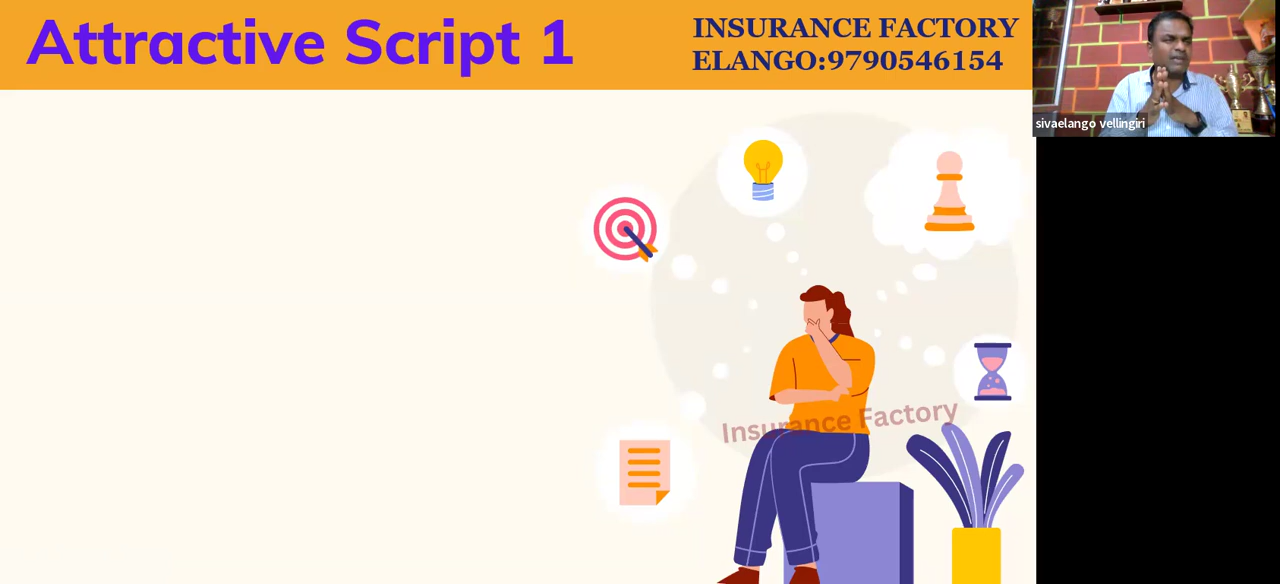 Attractive Script 1
INSURANCE FACTORY
ELANGO:9790546154
sivaelango vellingiri
Insurance Factory